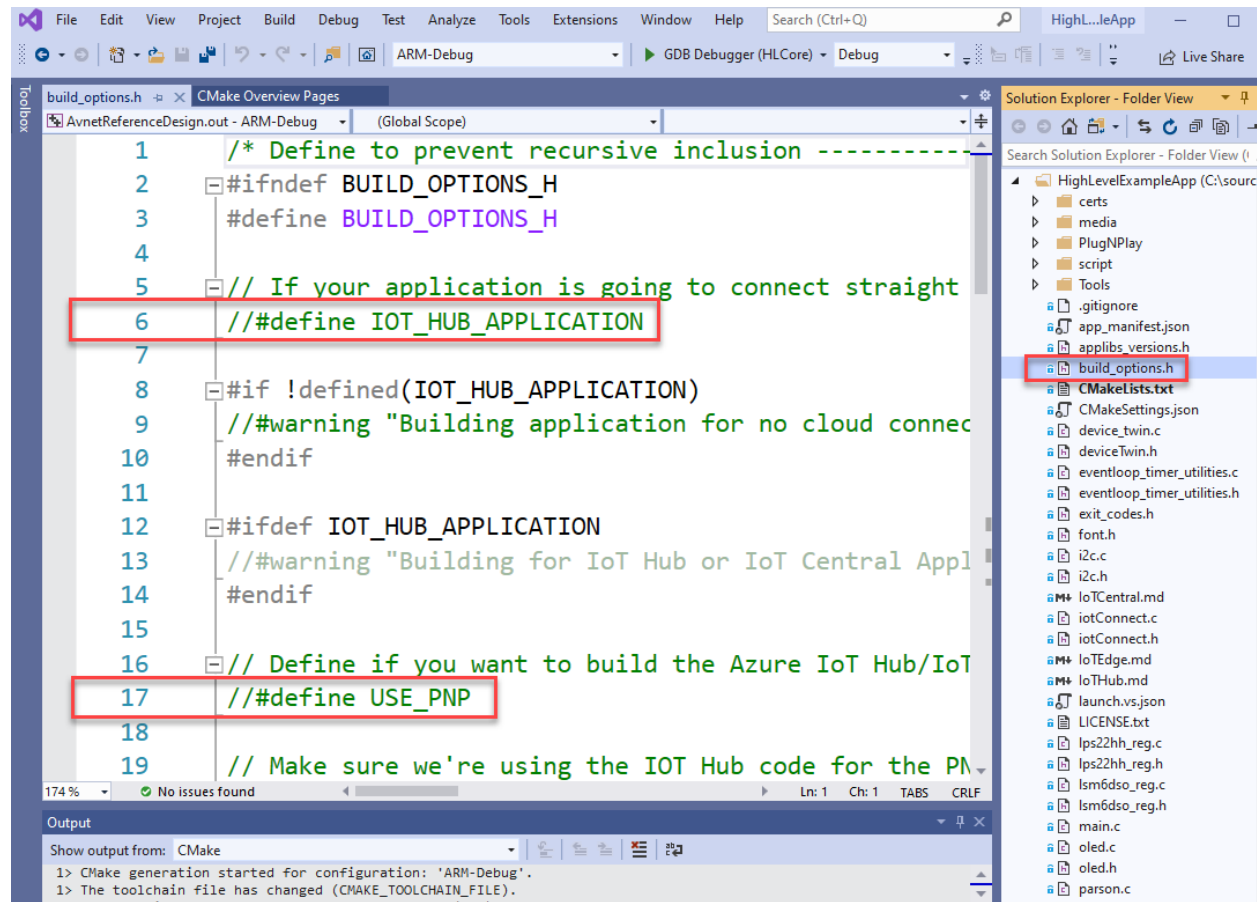 File Edit View Project Build Debug Test Analyze Tools Extensions Window Help Search (Ctrl+Q) HighL...leApp
ARM-Debug GDB Debugger (HLCore) Debug Live Share
Toolbox
build_options.h CMake Overview Pages
AvnetReferenceDesign.out - ARM-Debug (Global Scope)
1 /* Define to prevent recursive inclusion -----------
2 #ifndef BUILD_OPTIONS_H
3 #define BUILD_OPTIONS_H
4
5 // If your application is going to connect straight
6 //#define IOT_HUB_APPLICATION
7
8 #if !defined(IOT_HUB_APPLICATION)
9 //#warning "Building application for no cloud connec
10 #endif
11
12 #ifdef IOT_HUB_APPLICATION
13 //#warning "Building for IoT Hub or IoT Central Appl
14 #endif
15
16 // Define if you want to build the Azure IoT Hub/IoT
17 //#define USE_PNP
18
19 // Make sure we're using the IOT Hub code for the PN
174 % No issues found Ln: 1 Ch: 1 TABS CRLF
Output
Show output from: CMake
1> CMake generation started for configuration: 'ARM-Debug'.
1> The toolchain file has changed (CMAKE_TOOLCHAIN_FILE).
Solution Explorer - Folder View
Search Solution Explorer - Folder View (
HighLevelExampleApp (C:\sourc
certs
media
PlugNPlay
script
Tools
.gitignore
app_manifest.json
applibs_versions.h
build_options.h
CMakeLists.txt
CMakeSettings.json
device_twin.c
deviceTwin.h
eventloop_timer_utilities.c
eventloop_timer_utilities.h
exit_codes.h
font.h
i2c.c
i2c.h
IoTCentral.md
iotConnect.c
iotConnect.h
IoTEdge.md
IoTHub.md
launch.vs.json
LICENSE.txt
lps22hh_reg.c
lps22hh_reg.h
lsm6dso_reg.c
lsm6dso_reg.h
main.c
oled.c
oled.h
parson.c